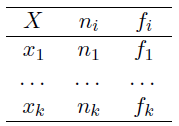 X n_i f_i
x_1 n_1 f_1
... ... ...
x_k n_k f_k